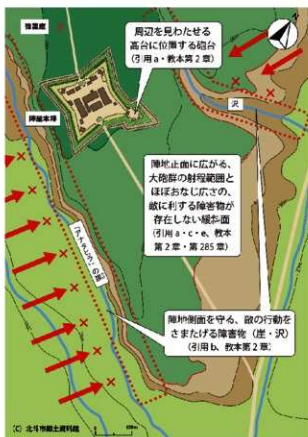 周辺を見わたせる
高台に位置する砲台
(引用a・教本第2章)
陣屋本陣
沢
陣地正面に広がる、
大砲群の射程範囲と
ほぼおなじ広さの、
敵に利する障害物が
存在しない緩斜面
(引用a・c・e、教本
第2章・第285章)
陣地側面を守る、敵の行動を
さまたげる障害物(崖・沢)
(引用b、教本第2章)
(C) 北斗市郷土資料館